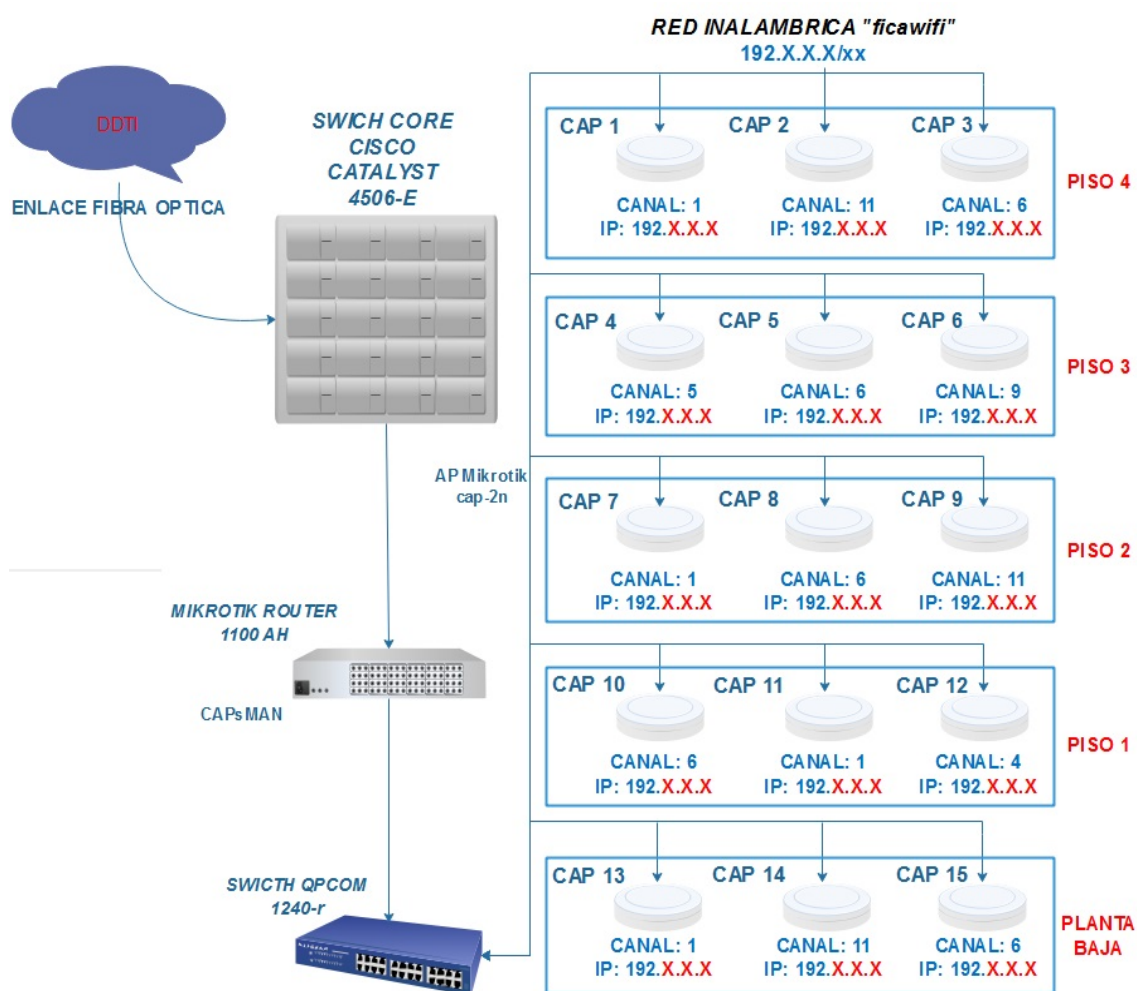 RED INALAMBRICA "ficawifi"
192.X.X.X/xx
DDTI
ENLACE FIBRA OPTICA
SWICH CORE
CISCO
CATALYST
4506-E
CAP 1
CAP 2
CAP 3
CANAL: 1
IP: 192.X.X.X
CANAL: 11
IP: 192.X.X.X
CANAL: 6
IP: 192.X.X.X
PISO 4
CAP 4
CAP 5
CAP 6
CANAL: 5
IP: 192.X.X.X
CANAL: 6
IP: 192.X.X.X
CANAL: 9
IP: 192.X.X.X
PISO 3
AP Mikrotik
cap-2n
CAP 7
CAP 8
CAP 9
CANAL: 1
IP: 192.X.X.X
CANAL: 6
IP: 192.X.X.X
CANAL: 11
IP: 192.X.X.X
PISO 2
MIKROTIK ROUTER
1100 AH
CAPsMAN
CAP 10
CAP 11
CAP 12
CANAL: 6
IP: 192.X.X.X
CANAL: 1
IP: 192.X.X.X
CANAL: 4
IP: 192.X.X.X
PISO 1
SWICTH QPCOM
1240-r
CAP 13
CAP 14
CAP 15
CANAL: 1
IP: 192.X.X.X
CANAL: 11
IP: 192.X.X.X
CANAL: 6
IP: 192.X.X.X
PLANTA
BAJA